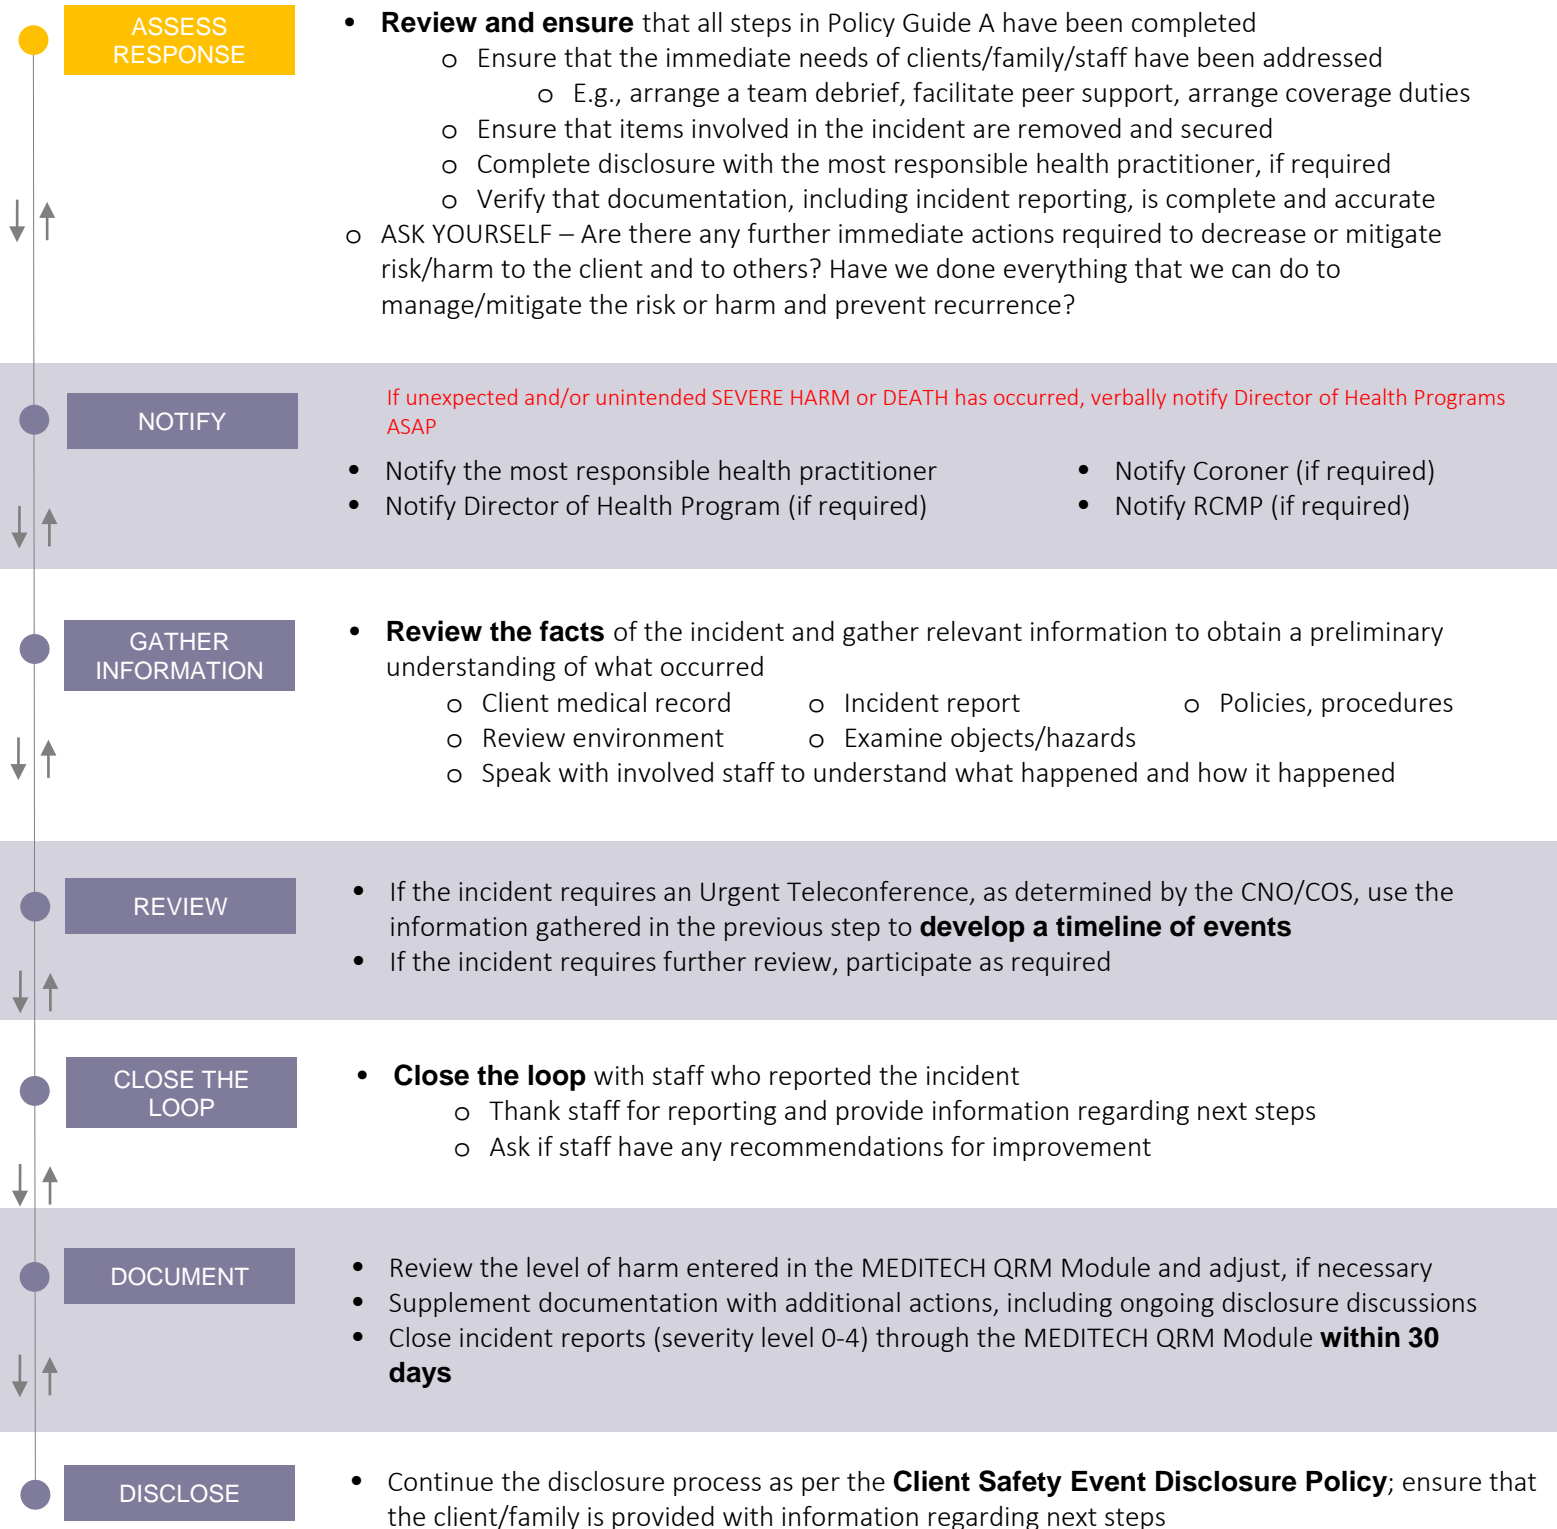 ASSESS
RESPONSE
• Review and ensure that all steps in Policy Guide A have been completed
o Ensure that the immediate needs of clients/family/staff have been addressed
o E.g., arrange a team debrief, facilitate peer support, arrange coverage duties
o Ensure that items involved in the incident are removed and secured
o Complete disclosure with the most responsible health practitioner, if required
o Verify that documentation, including incident reporting, is complete and accurate
o ASK YOURSELF – Are there any further immediate actions required to decrease or mitigate
risk/harm to the client and to others? Have we done everything that we can do to
manage/mitigate the risk or harm and prevent recurrence?
NOTIFY
If unexpected and/or unintended SEVERE HARM or DEATH has occurred, verbally notify Director of Health Programs
ASAP
• Notify the most responsible health practitioner
• Notify Director of Health Program (if required)
• Notify Coroner (if required)
• Notify RCMP (if required)
GATHER
INFORMATION
• Review the facts of the incident and gather relevant information to obtain a preliminary
understanding of what occurred
o Client medical record o Incident report o Policies, procedures
o Review environment o Examine objects/hazards
o Speak with involved staff to understand what happened and how it happened
REVIEW
• If the incident requires an Urgent Teleconference, as determined by the CNO/COS, use the
information gathered in the previous step to develop a timeline of events
• If the incident requires further review, participate as required
CLOSE THE
LOOP
• Close the loop with staff who reported the incident
o Thank staff for reporting and provide information regarding next steps
o Ask if staff have any recommendations for improvement
DOCUMENT
• Review the level of harm entered in the MEDITECH QRM Module and adjust, if necessary
• Supplement documentation with additional actions, including ongoing disclosure discussions
• Close incident reports (severity level 0-4) through the MEDITECH QRM Module within 30
days
DISCLOSE
• Continue the disclosure process as per the Client Safety Event Disclosure Policy; ensure that
the client/family is provided with information regarding next steps